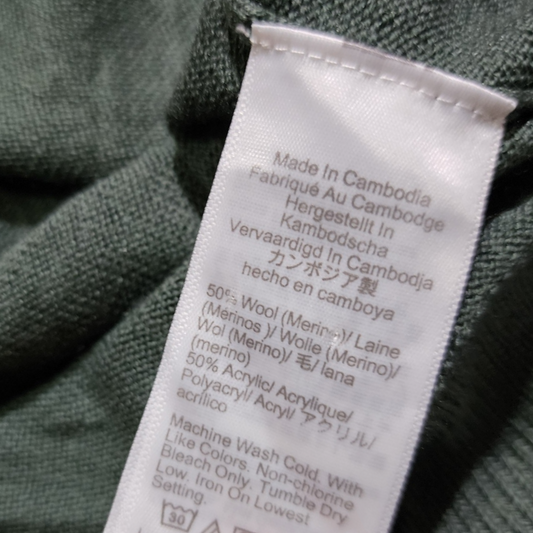 Made In Cambodia
Fabriqué Au Cambodge
Hergestellt In
Kambodscha
Vervaardigd In Cambodja
カンボジア製
hecho en camboya
50% Wool (Merino)/ Laine
(Mérinos )/ Wolle (Merino)/
Wol (Merino)/ 毛/ lana
(merino)
50% Acrylic/ Acrylique/
Polyacryl/ Acryl/ アクリル/
acrílico
Machine Wash Cold. With
Like Colors. Non-chlorine
Bleach Only. Tumble Dry
Low. Iron On Lowest
Setting.
30